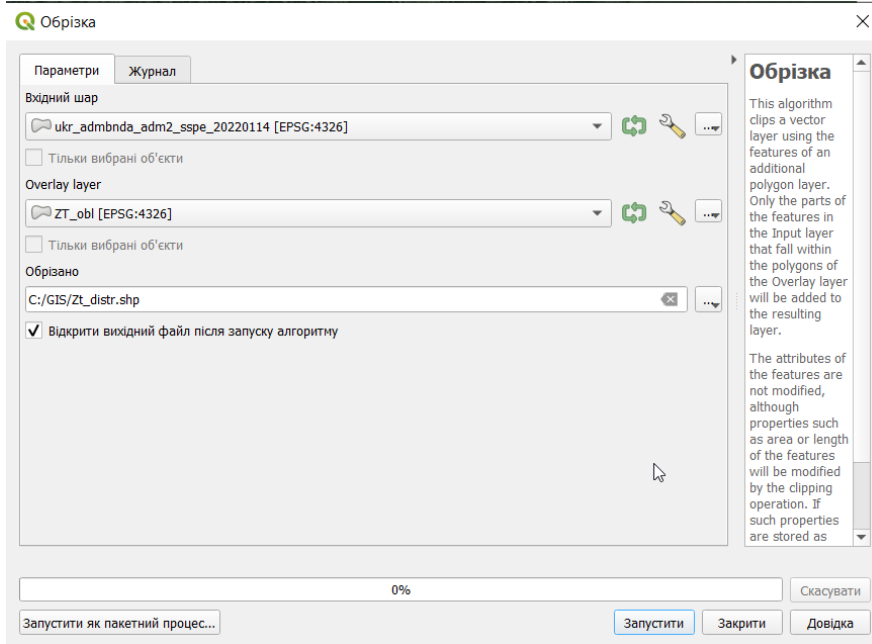 Обрізка
Параметри
Журнал
Вхідний шар
ukr_admbnda_adm2_sspe_20220114 [EPSG:4326]
...
Тільки вибрані об'єкти
Overlay layer
ZT_obl [EPSG:4326]
...
Тільки вибрані об'єкти
Обрізано
C:/GIS/Zt_distr.shp
...
Відкрити вихідний файл після запуску алгоритму
Обрізка
This algorithm
clips a vector
layer using the
features of an
additional
polygon layer.
Only the parts of
the features in
the Input layer
that fall within
the polygons of
the Overlay layer
will be added to
the resulting
layer.
The attributes of
the features are
not modified,
although
properties such
as area or length
of the features
will be modified
by the clipping
operation. If
such properties
are stored as
0%
Скасувати
Запустити як пакетний процес...
Запустити
Закрити
Довідка